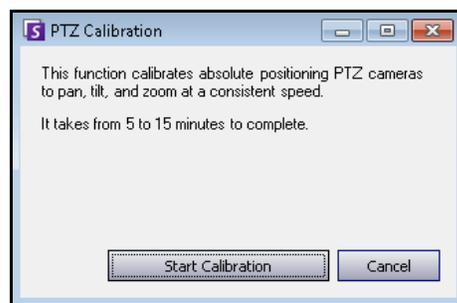 PTZ Calibration
This function calibrates absolute positioning PTZ cameras
to pan, tilt, and zoom at a consistent speed.
It takes from 5 to 15 minutes to complete.
Start Calibration Cancel